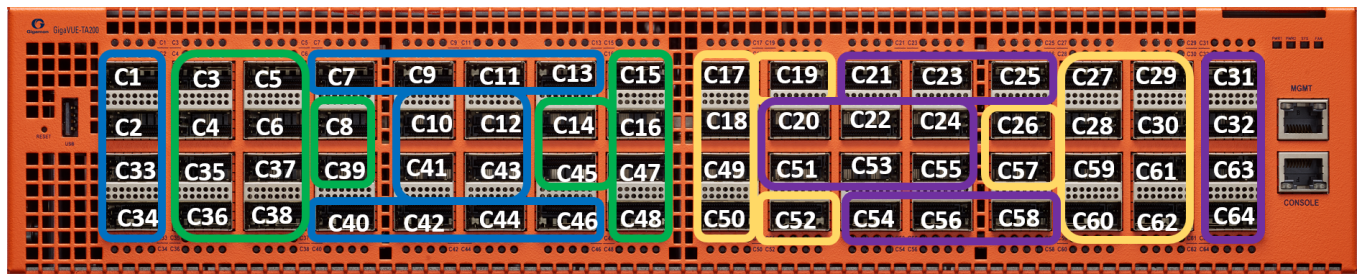 Gigamon GigaVUE-TA200
C1 C3 C5 C7 C9 C11 C13 C15 C17 C19 C21 C23 C25 C27 C29 C31
MGMT
C2 C4 C6 C8 C10 C12 C14 C16 C18 C20 C22 C24 C26 C28 C30 C32
RESET
USB
C33 C35 C37 C39 C41 C43 C45 C47 C49 C51 C53 C55 C57 C59 C61 C63
CONSOLE
C34 C36 C38 C40 C42 C44 C46 C48 C50 C52 C54 C56 C58 C60 C62 C64